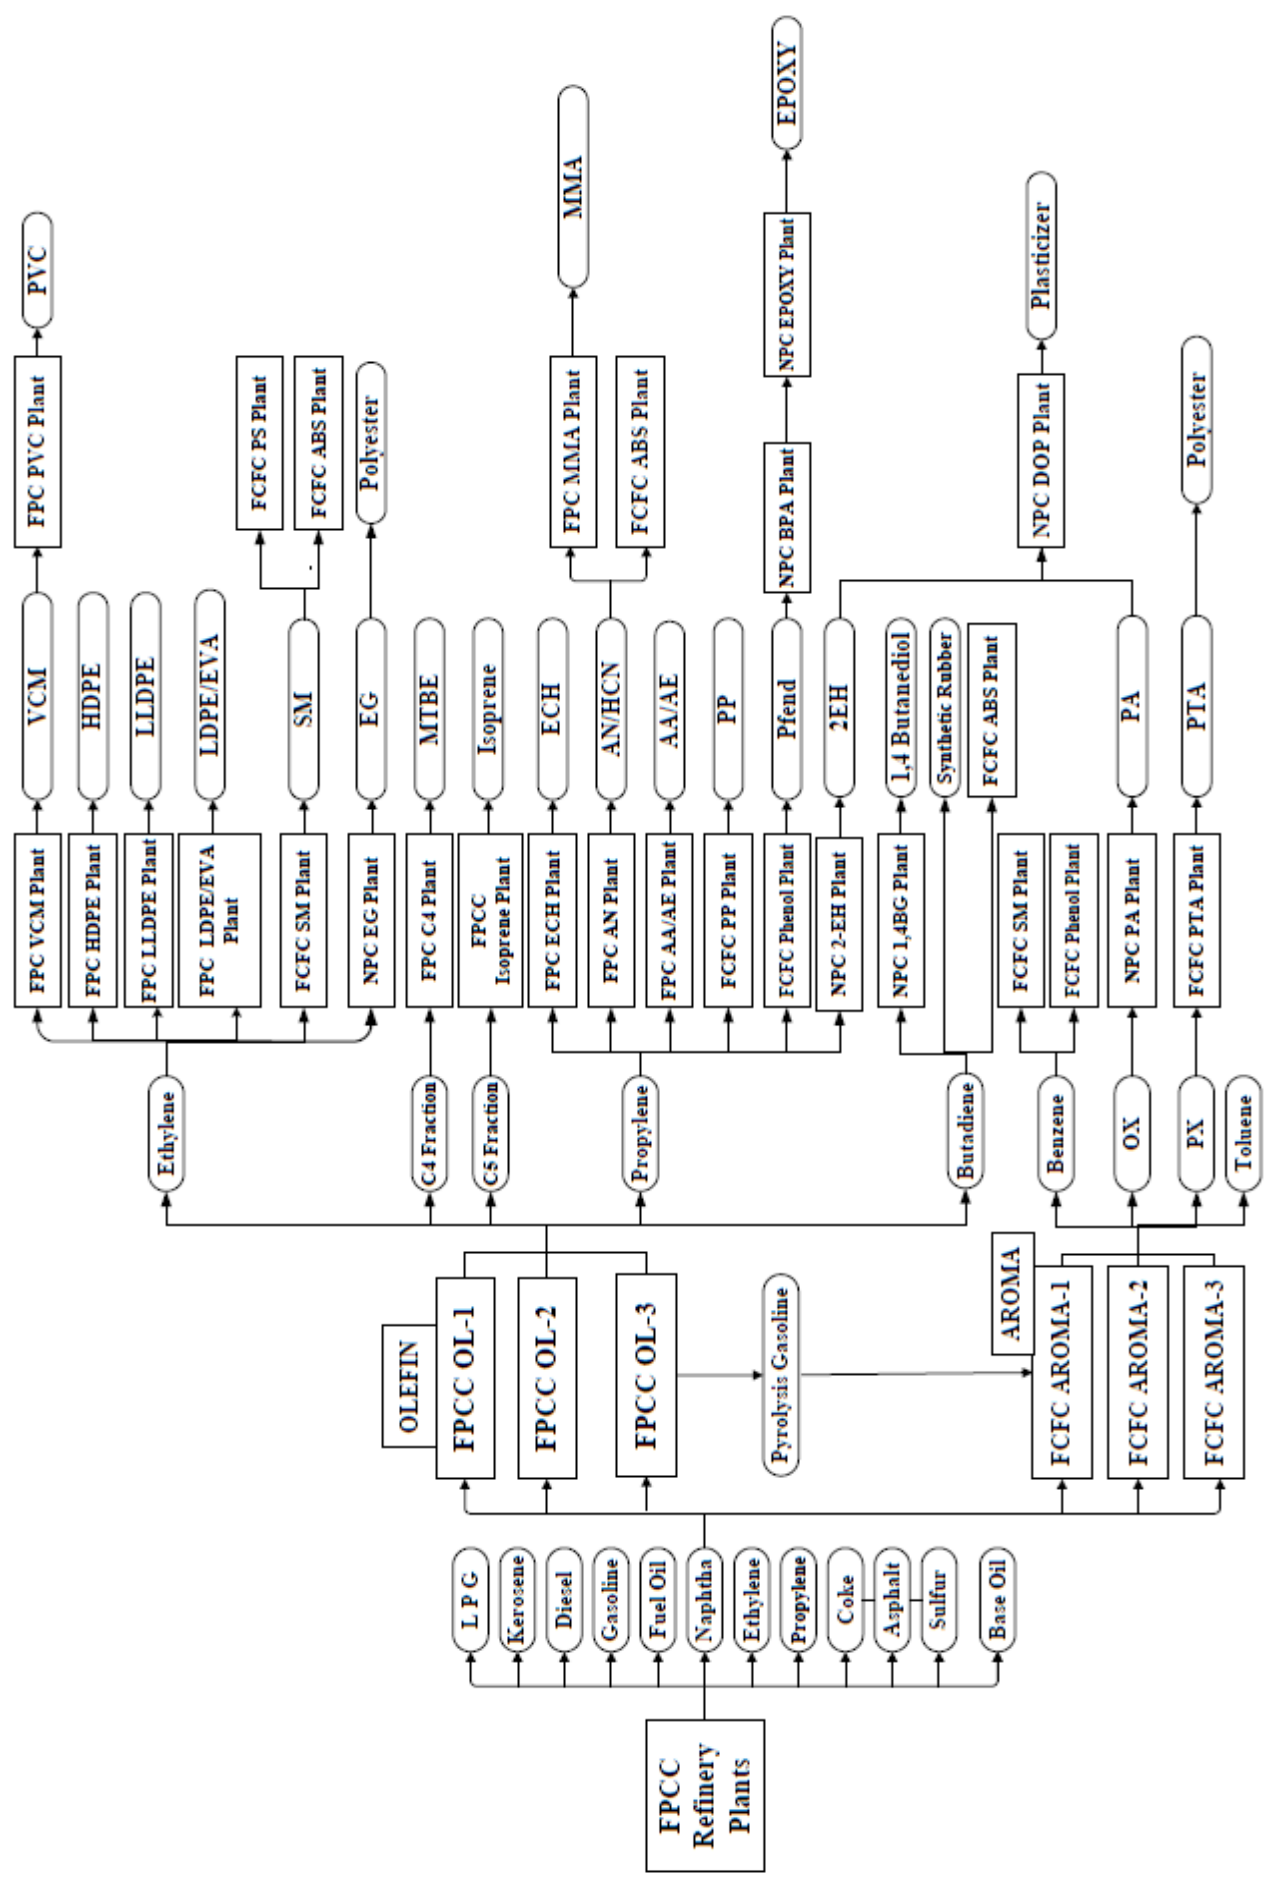 FPCC
Refinery
Plants
L P G
Kerosene
Diesel
Gasoline
Fuel Oil
Naphtha
Ethylene
Propylene
Coke
Asphalt
Sulfur
Base Oil
OLEFIN
FPCC OL-1
FPCC OL-2
FPCC OL-3
Pyrolysis Gasoline
AROMA
FCFC AROMA-1
FCFC AROMA-2
FCFC AROMA-3
Ethylene
C4 Fraction
C5 Fraction
Propylene
Butadiene
Benzene
OX
PX
Toluene
FPC VCM Plant
FPC HDPE Plant
FPC LLDPE Plant
FPC LDPE/EVA
Plant
FCFC SM Plant
NPC EG Plant
FPC C4 Plant
FPCC
Isoprene Plant
FPC ECH Plant
FPC AN Plant
FPC AA/AE Plant
FCFC PP Plant
FCFC Phenol Plant
NPC 2-EH Plant
NPC 1,4BG Plant
FCFC SM Plant
FCFC Phenol Plant
NPC PA Plant
FCFC PTA Plant
VCM
HDPE
LLDPE
LDPE/EVA
SM
EG
MTBE
Isoprene
ECH
AN/HCN
AA/AE
PP
Pfend
2EH
1,4 Butanediol
Synthetic Rubber
FCFC ABS Plant
PA
PTA
FPC PVC Plant
FCFC PS Plant
FCFC ABS Plant
Polyester
FPC MMA Plant
FCFC ABS Plant
NPC BPA Plant
NPC EPOXY Plant
NPC DOP Plant
Polyester
PVC
MMA
EPOXY
Plasticizer